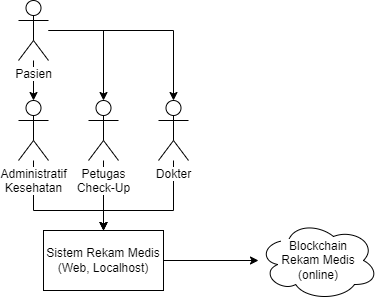 Pasien
Administratif
Kesehatan
Petugas
Check-Up
Dokter
Sistem Rekam Medis
(Web, Localhost)
Blockchain
Rekam Medis
(online)